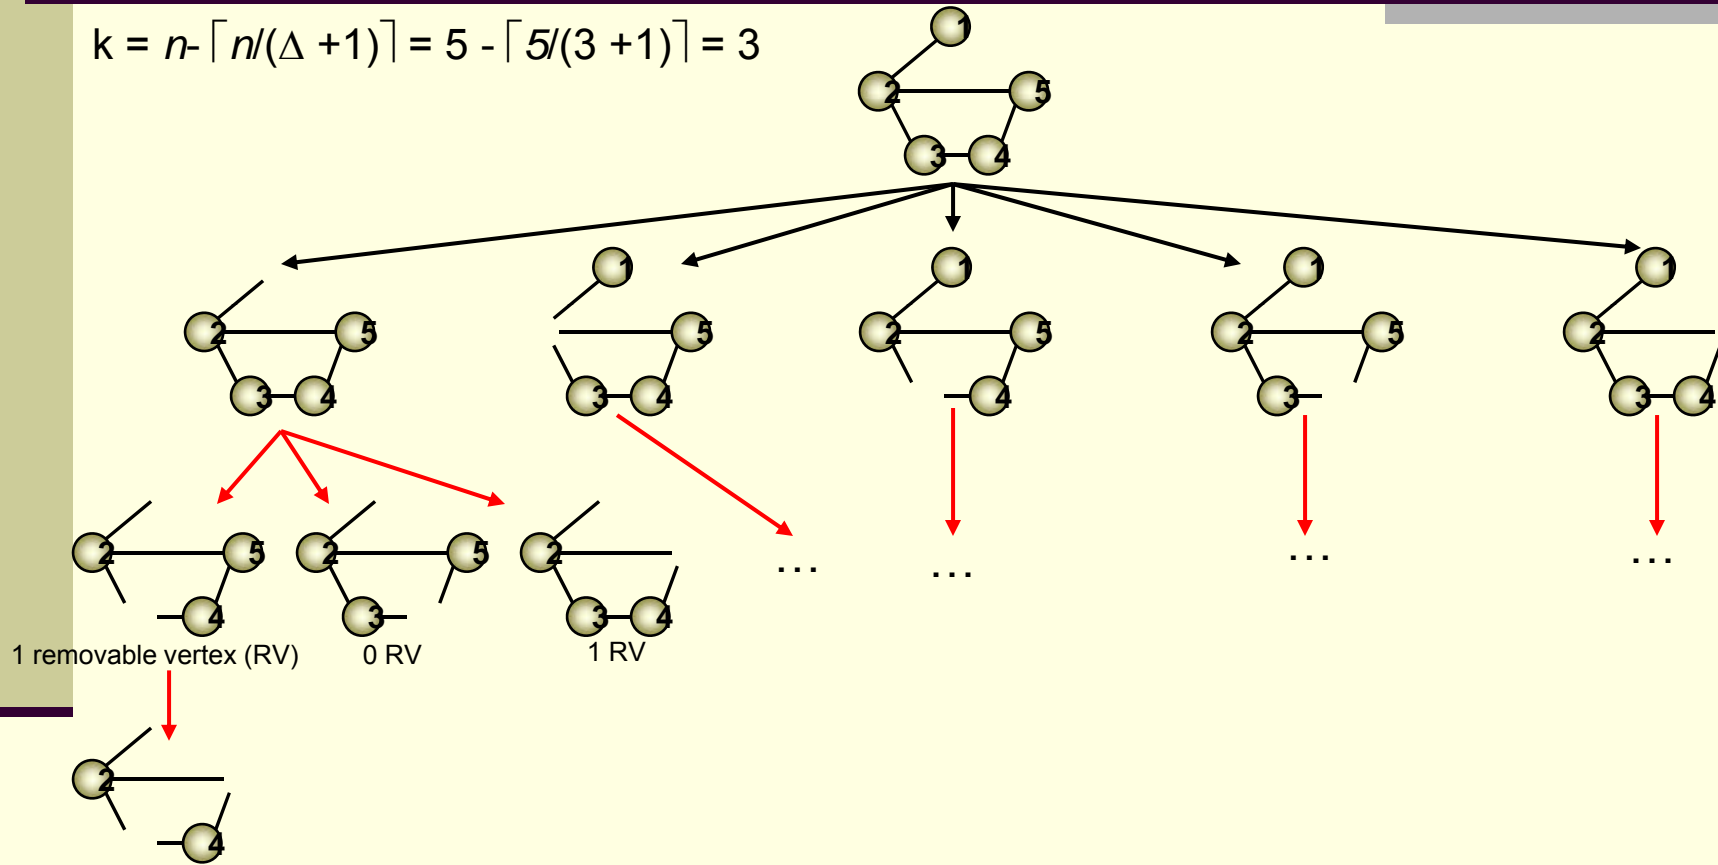 k = n-⌈n/(Δ +1)⌉ = 5 -⌈5/(3 +1)⌉ = 3
1
2 5
3 4
1 1 1 1
2 5 5 2 5 2 5 2
3 4 3 4 4 3 3 4
2 5 2 5 2
... ... ... ...
4 3 3 4
1 removable vertex (RV) 0 RV 1 RV
2
4